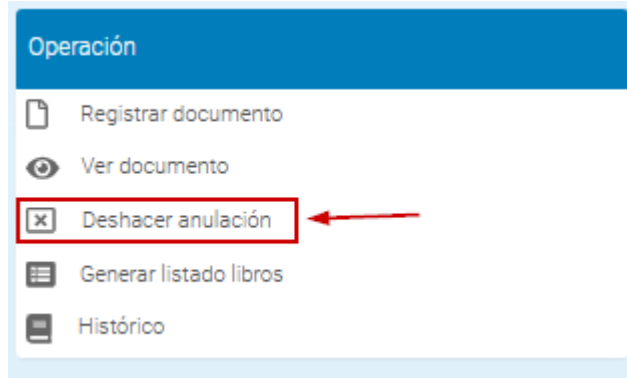 Operación
Registrar documento
Ver documento
Deshacer anulación
Generar listado libros
Histórico